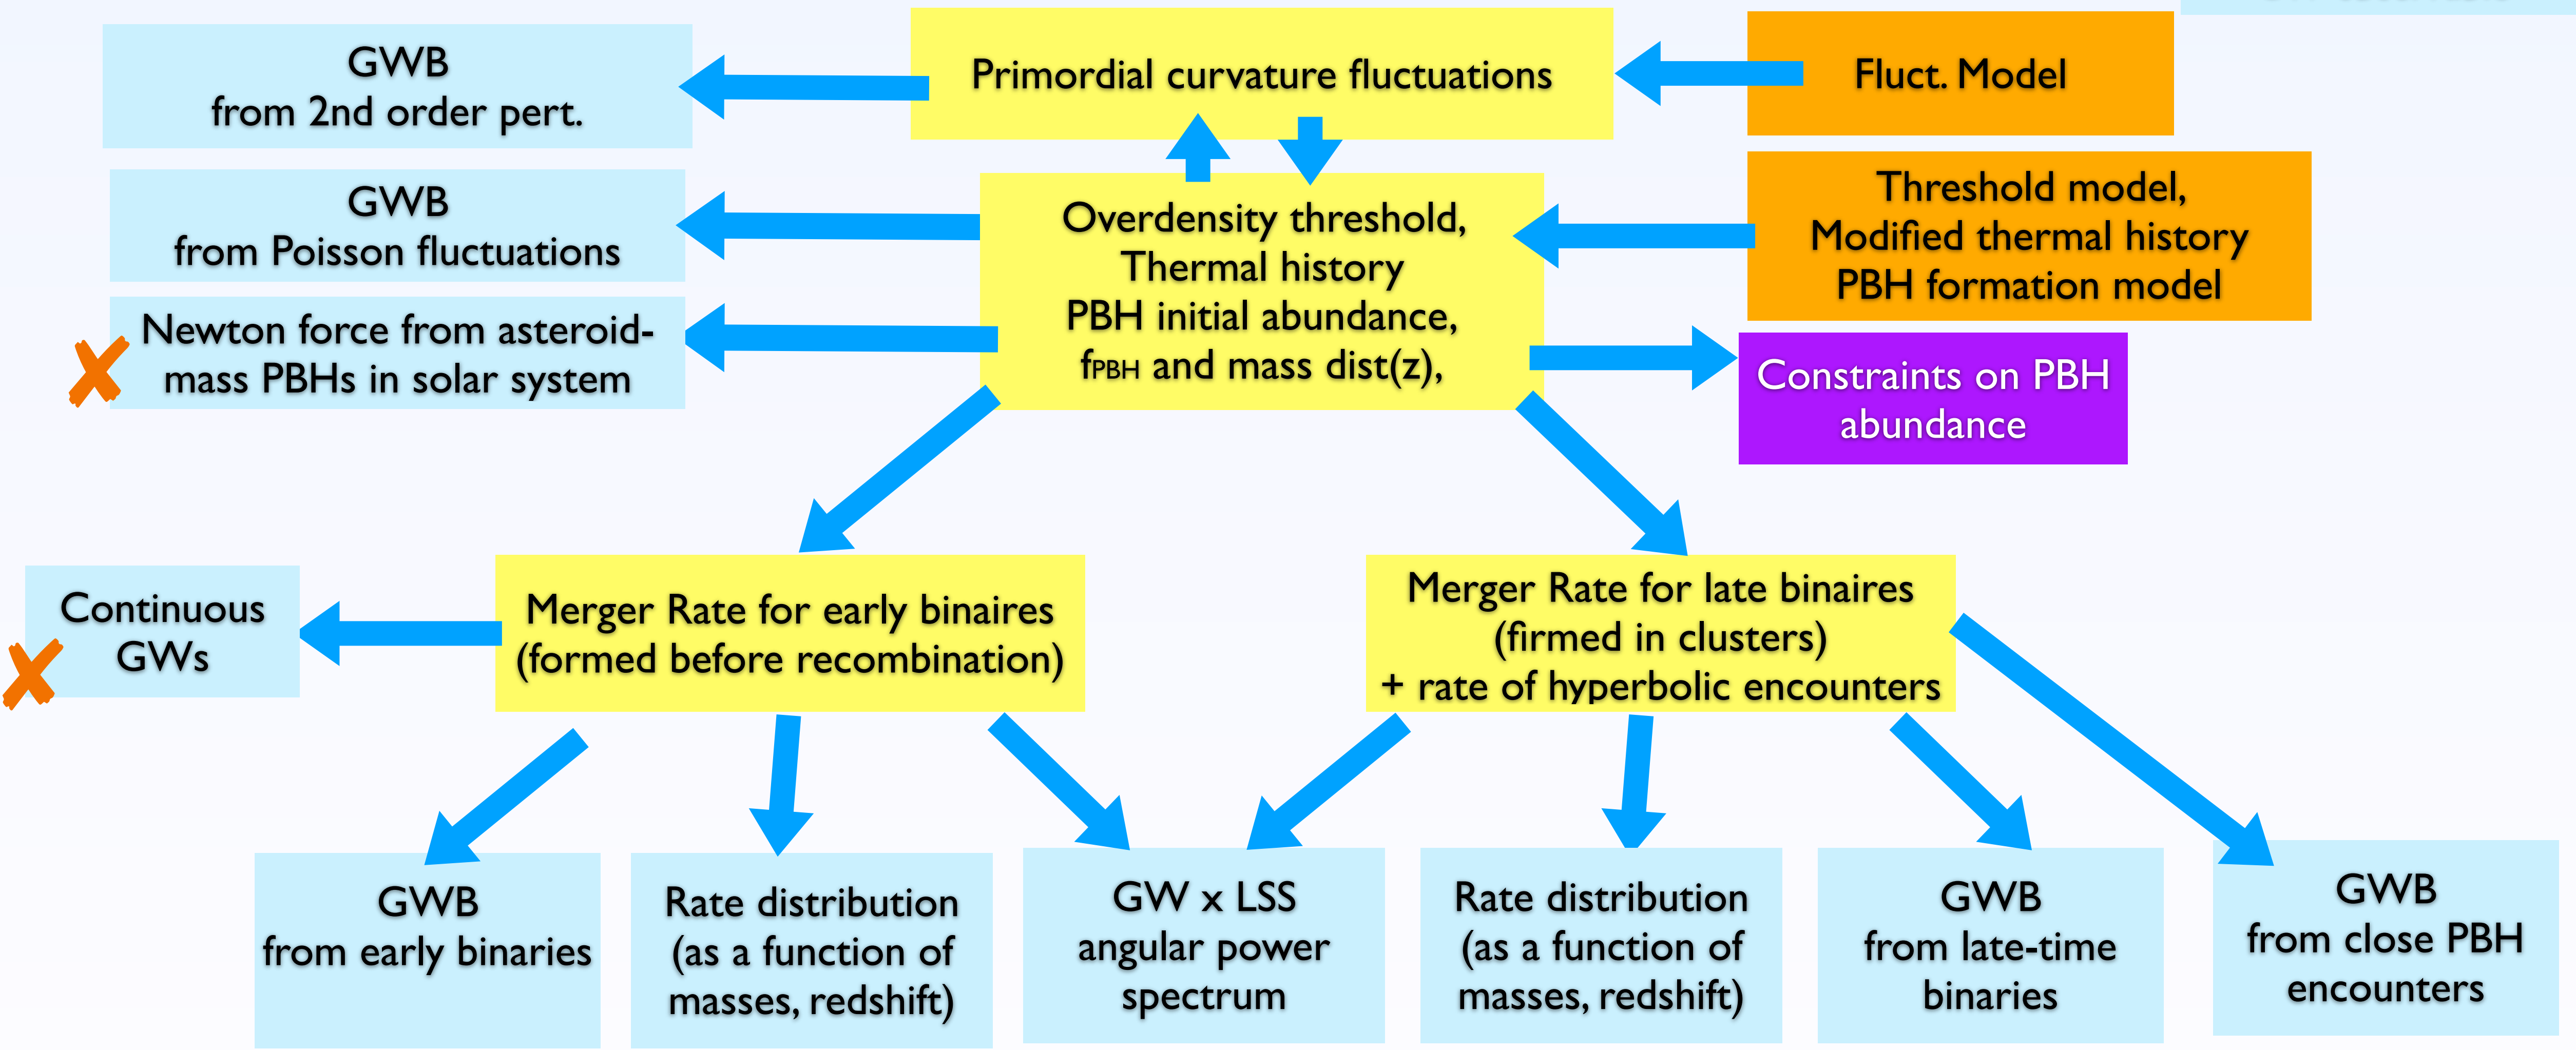 GWB
from 2nd order pert.
Primordial curvature fluctuations
Fluct. Model
GWB
from Poisson fluctuations
Overdensity threshold,
Thermal history
PBH initial abundance,
fPBH and mass dist(z),
Threshold model,
Modified thermal history
PBH formation model
Newton force from asteroid-
mass PBHs in solar system
Constraints on PBH
abundance
Continuous
GWs
Merger Rate for early binaires
(formed before recombination)
Merger Rate for late binaires
(firmed in clusters)
+ rate of hyperbolic encounters
GWB
from early binaries
Rate distribution
(as a function of
masses, redshift)
GW x LSS
angular power
spectrum
Rate distribution
(as a function of
masses, redshift)
GWB
from late-time
binaries
GWB
from close PBH
encounters